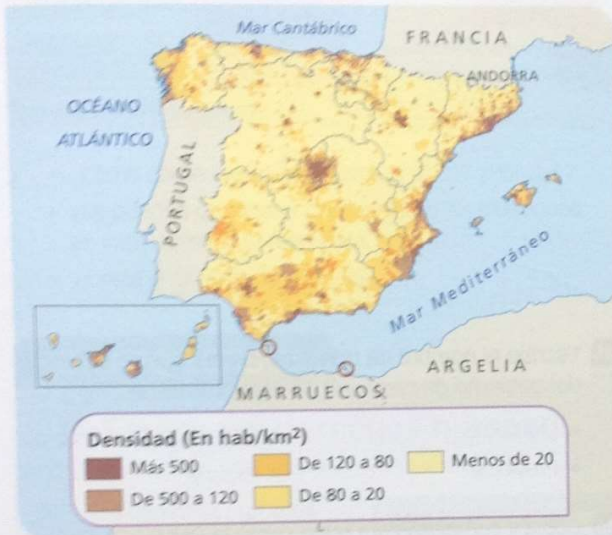 Mar Cantábrico
FRANCIA
ANDORRA
OCÉANO
ATLÁNTICO
PORTUGAL
Mar Mediterráneo
ARGELIA
MARRUECOS
Densidad (En hab/km²)
Más 500
De 120 a 80
Menos de 20
De 500 a 120
De 80 a 20